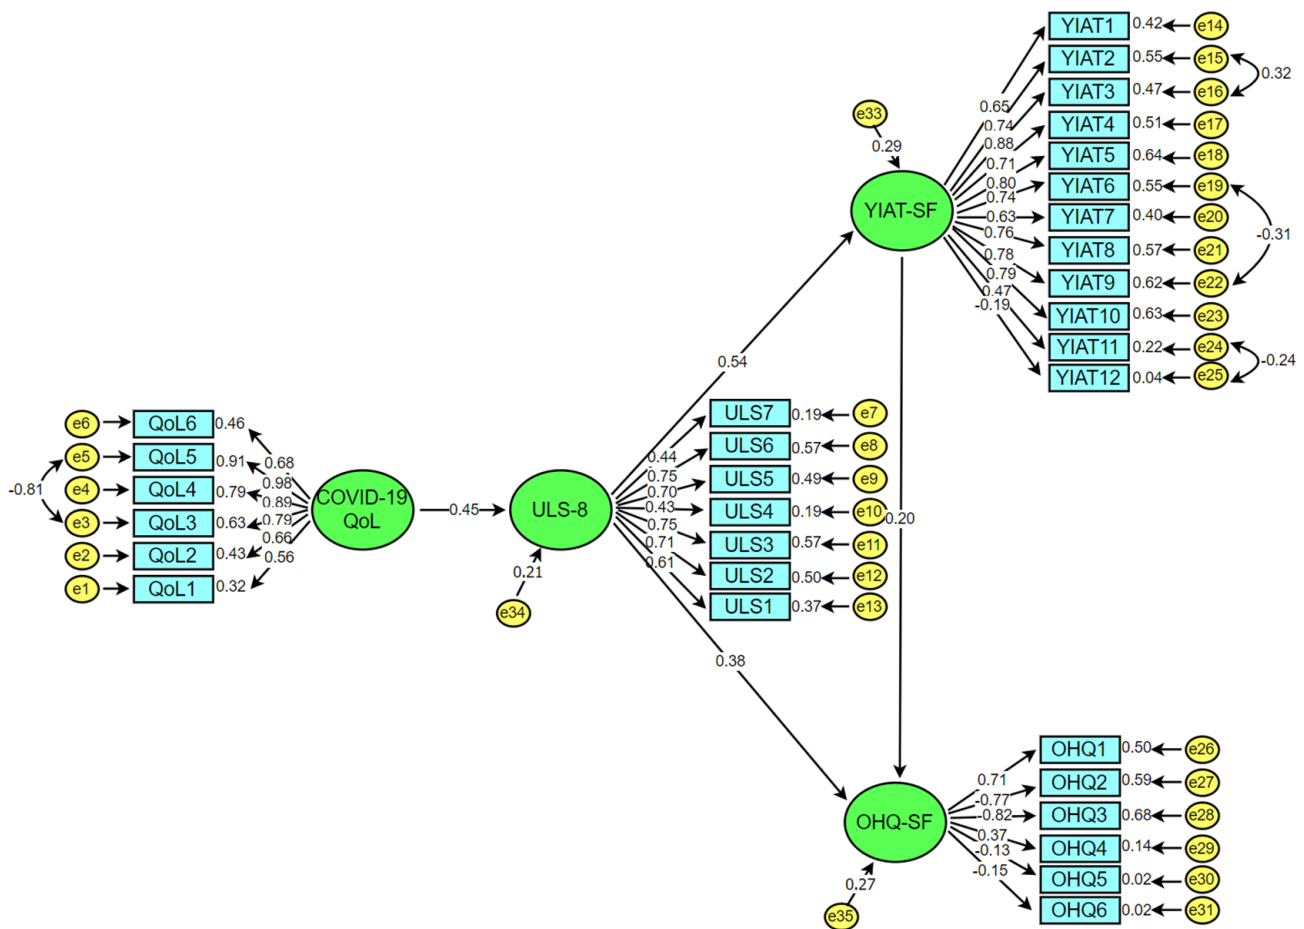 YIAT1 0.42 e14
YIAT2 0.55 e15
0.32
YIAT3 0.47 e16
YIAT4 0.51 e17
YIAT5 0.64 e18
YIAT6 0.55 e19
YIAT7 0.40 e20
-0.31
YIAT8 0.57 e21
YIAT9 0.62 e22
YIAT10 0.63 e23
YIAT11 0.22 e24
-0.24
YIAT12 0.04 e25
e33
0.29
YIAT-SF
0.65
0.74
0.88
0.71
0.80
0.74
0.63
0.76
0.78
0.79
0.47
-0.19
0.54
0.20
ULS7 0.19 e7
ULS6 0.57 e8
ULS5 0.49 e9
ULS4 0.19 e10
ULS3 0.57 e11
ULS2 0.50 e12
ULS1 0.37 e13
0.44
0.75
0.70
0.43
0.75
0.71
0.61
ULS-8
0.21
e34
0.45
COVID-19
QoL
e6 QoL6 0.46
e5 QoL5 0.91
e4 QoL4 0.79
-0.81
e3 QoL3 0.63
e2 QoL2 0.43
e1 QoL1 0.32
0.68
0.98
0.89
0.79
0.66
0.56
0.38
OHQ-SF
0.27
e35
0.71
-0.77
-0.82
0.37
-0.13
-0.15
OHQ1 0.50 e26
OHQ2 0.59 e27
OHQ3 0.68 e28
OHQ4 0.14 e29
OHQ5 0.02 e30
OHQ6 0.02 e31